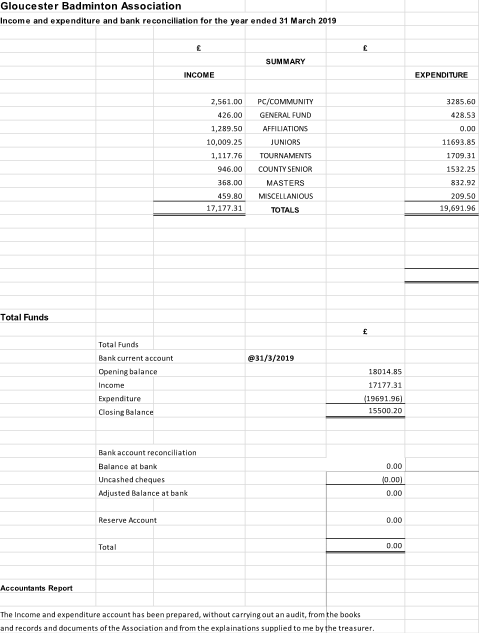 Gloucester Badminton Association
Income and expenditure and bank reconciliation for the year ended 31 March 2019
£ £
SUMMARY
INCOME EXPENDITURE
2,561.00 PC/COMMUNITY 3285.60
426.00 GENERAL FUND 428.53
1,289.50 AFFILIATIONS 0.00
10,009.25 JUNIORS 11693.85
1,117.76 TOURNAMENTS 1709.31
946.00 COUNTY SENIOR 1532.25
368.00 MASTERS 832.92
459.80 MISCELLANIOUS 209.50
17,177.31 TOTALS 19,691.96
Total Funds
£
Total Funds
Bank current account @31/3/2019
Opening balance 18014.85
Income 17177.31
Expenditure (19691.96)
Closing Balance 15500.20
Bank account reconciliation
Balance at bank 0.00
Uncashed cheques (0.00)
Adjusted Balance at bank 0.00
Reserve Account 0.00
Total 0.00
Accountants Report
The Income and expenditure account has been prepared, without carrying out an audit, from the books
and records and documents of the Association and from the explainations supplied to me by the treasurer.